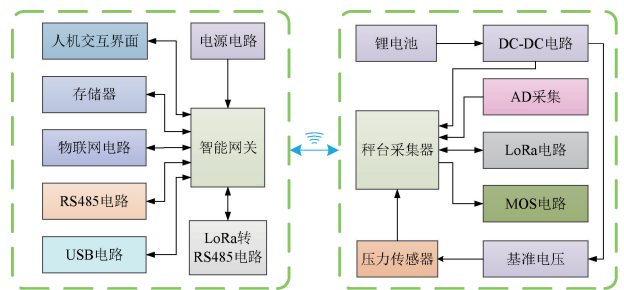 人机交互界面
电源电路
存储器
物联网电路
智能网关
RS485电路
USB电路
LoRa转
RS485电路
锂电池
DC-DC电路
AD采集
秤台采集器
LoRa电路
MOS电路
压力传感器
基准电压